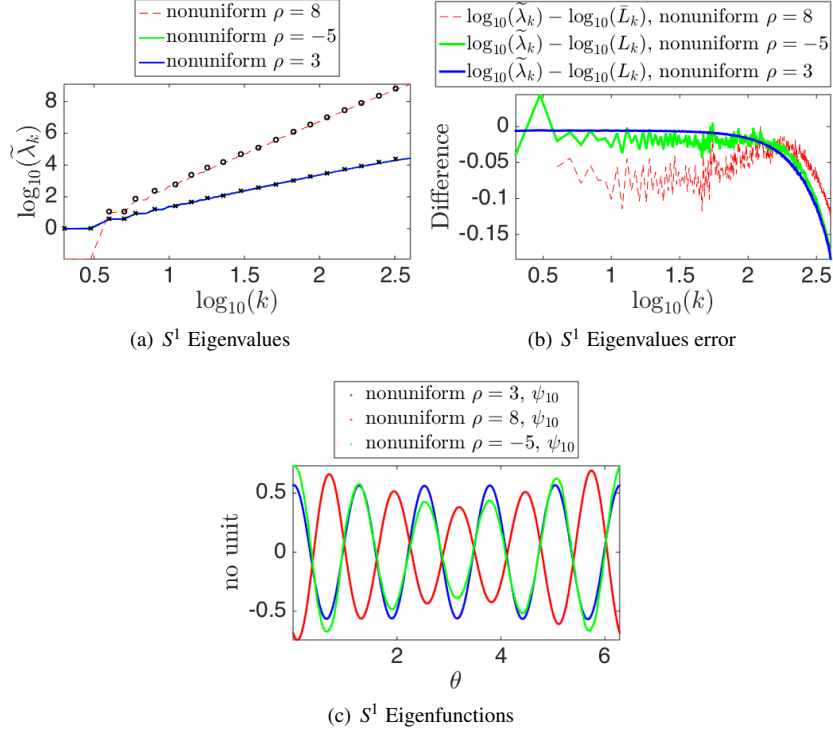 nonuniform ρ = 8
nonuniform ρ = −5
nonuniform ρ = 3
log₁₀(λ̃ₖ)
8
6
4
2
0
0.5
1
1.5
2
2.5
log₁₀(k)
(a) S¹ Eigenvalues
log₁₀(λ̃ₖ) − log₁₀(L̄ₖ), nonuniform ρ = 8
log₁₀(λ̃ₖ) − log₁₀(Lₖ), nonuniform ρ = −5
log₁₀(λ̃ₖ) − log₁₀(Lₖ), nonuniform ρ = 3
Difference
0
-0.05
-0.1
-0.15
0.5
1
1.5
2
2.5
log₁₀(k)
(b) S¹ Eigenvalues error
nonuniform ρ = 3, ψ₁₀
nonuniform ρ = 8, ψ₁₀
nonuniform ρ = −5, ψ₁₀
no unit
0.5
0
-0.5
2
4
6
θ
(c) S¹ Eigenfunctions